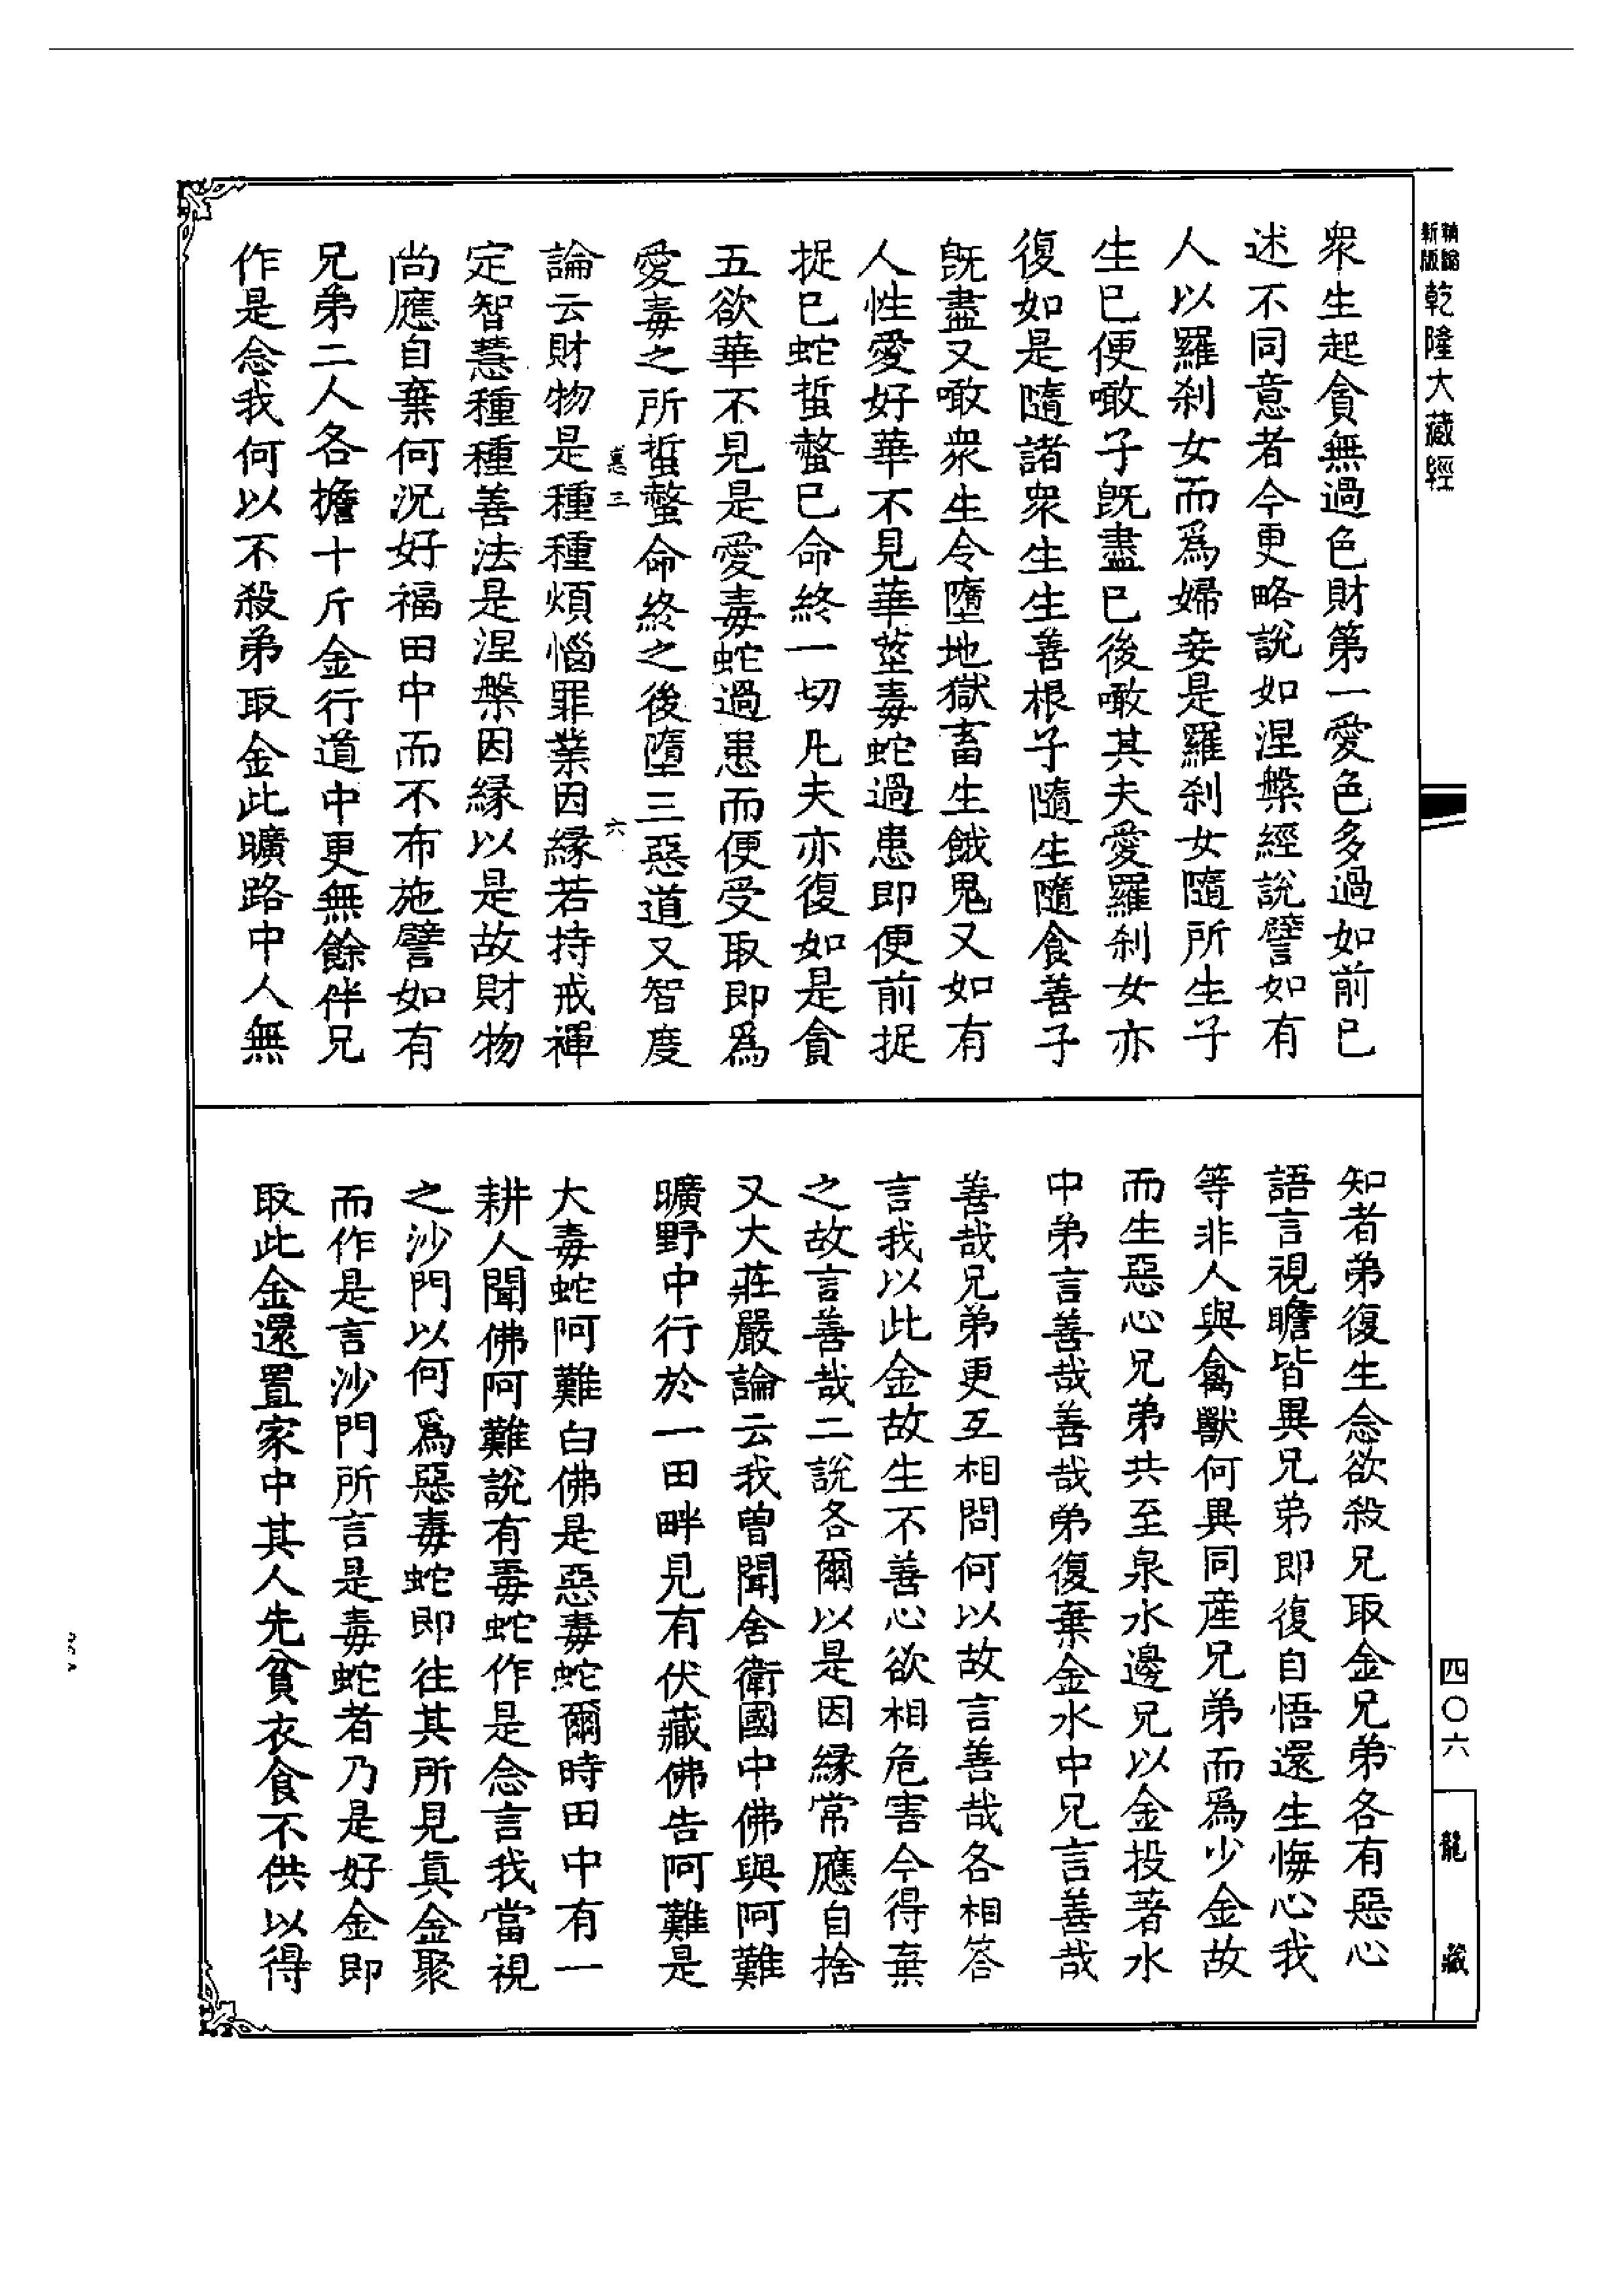 新版精縮乾隆大藏經
衆生起貪無過色財第一愛色多過如前已
述不同意者今更略說如涅槃經說譬如有
人以羅剎女而爲婦妾是羅剎女隨所生子
生已便噉子旣盡已後噉其夫愛羅剎女亦
復如是隨諸衆生生善根子隨生隨食善子
旣盡又噉衆生令墮地獄畜生餓鬼又如有
人性愛好華不見華莖毒蛇過患即便前捉
捉已蛇蜇螫已命終一切凡夫亦復如是貪
五欲華不見是愛毒蛇過患而便受取即爲
愛毒之所蜇螫命終之後墮三惡道又智度
論云財物是種種煩惱罪業因緣若持戒禪
定智慧種種善法是涅槃因緣以是故財物
尚應自棄何況好福田中而不布施譬如有
兄弟二人各擔十斤金行道中更無餘伴兄
作是念我何以不殺弟取金此曠路中人無
三
六
知者弟復生念欲殺兄取金兄弟各有惡心
語言視瞻皆異兄弟即復自悟還生悔心我
等非人與禽獸何異同產兄弟而爲少金故
而生惡心兄弟共至泉水邊兄以金投著水
中弟言善哉善哉弟復棄金水中兄言善哉
善哉兄弟更互相問何以故言善哉各相答
言我以此金故生不善心欲相危害今得棄
之故言善哉二說各爾以是因緣常應自捨
又大莊嚴論云我曾聞舍衛國中佛與阿難
曠野中行於一田畔見有伏藏佛告阿難是
大毒蛇阿難白佛是惡毒蛇爾時田中有一
耕人聞佛阿難說有毒蛇作是念言我當視
之沙門以何爲惡毒蛇即往其所見真金聚
而作是言沙門所言是毒蛇者乃是好金即
取此金還置家中其人先貧衣食不供以得
四〇六
龍藏